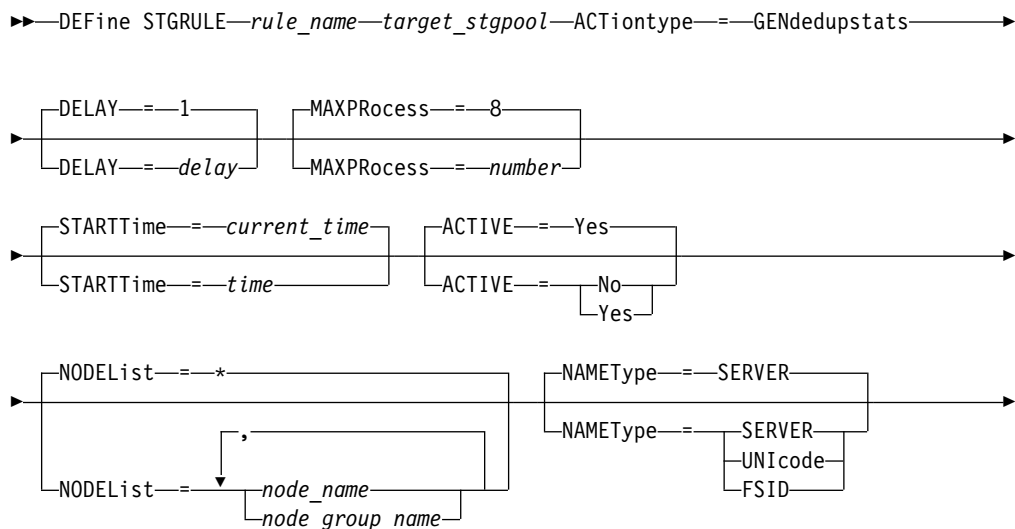 DEFine STGRULE rule_name target_stgpool ACTiontype = GENdedupstats
DELAY = 1
DELAY = delay
MAXPRocess = 8
MAXPRocess = number
STARTTime = current_time
STARTTime = time
ACTIVE = Yes
ACTIVE = No
Yes
NODEList = *
NODEList = , node_name
node_group_name
NAMEType = SERVER
NAMEType = SERVER
UNIcode
FSID